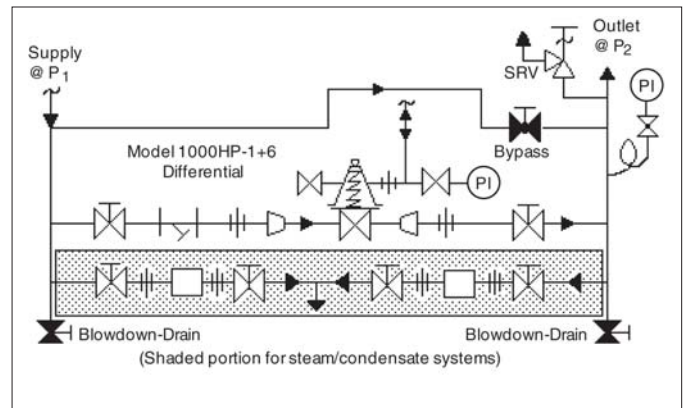 Supply
@ P1
Outlet
@ P2
SRV
PI
Model 1000HP-1+6
Differential
Bypass
PI
Blowdown-Drain
Blowdown-Drain
(Shaded portion for steam/condensate systems)